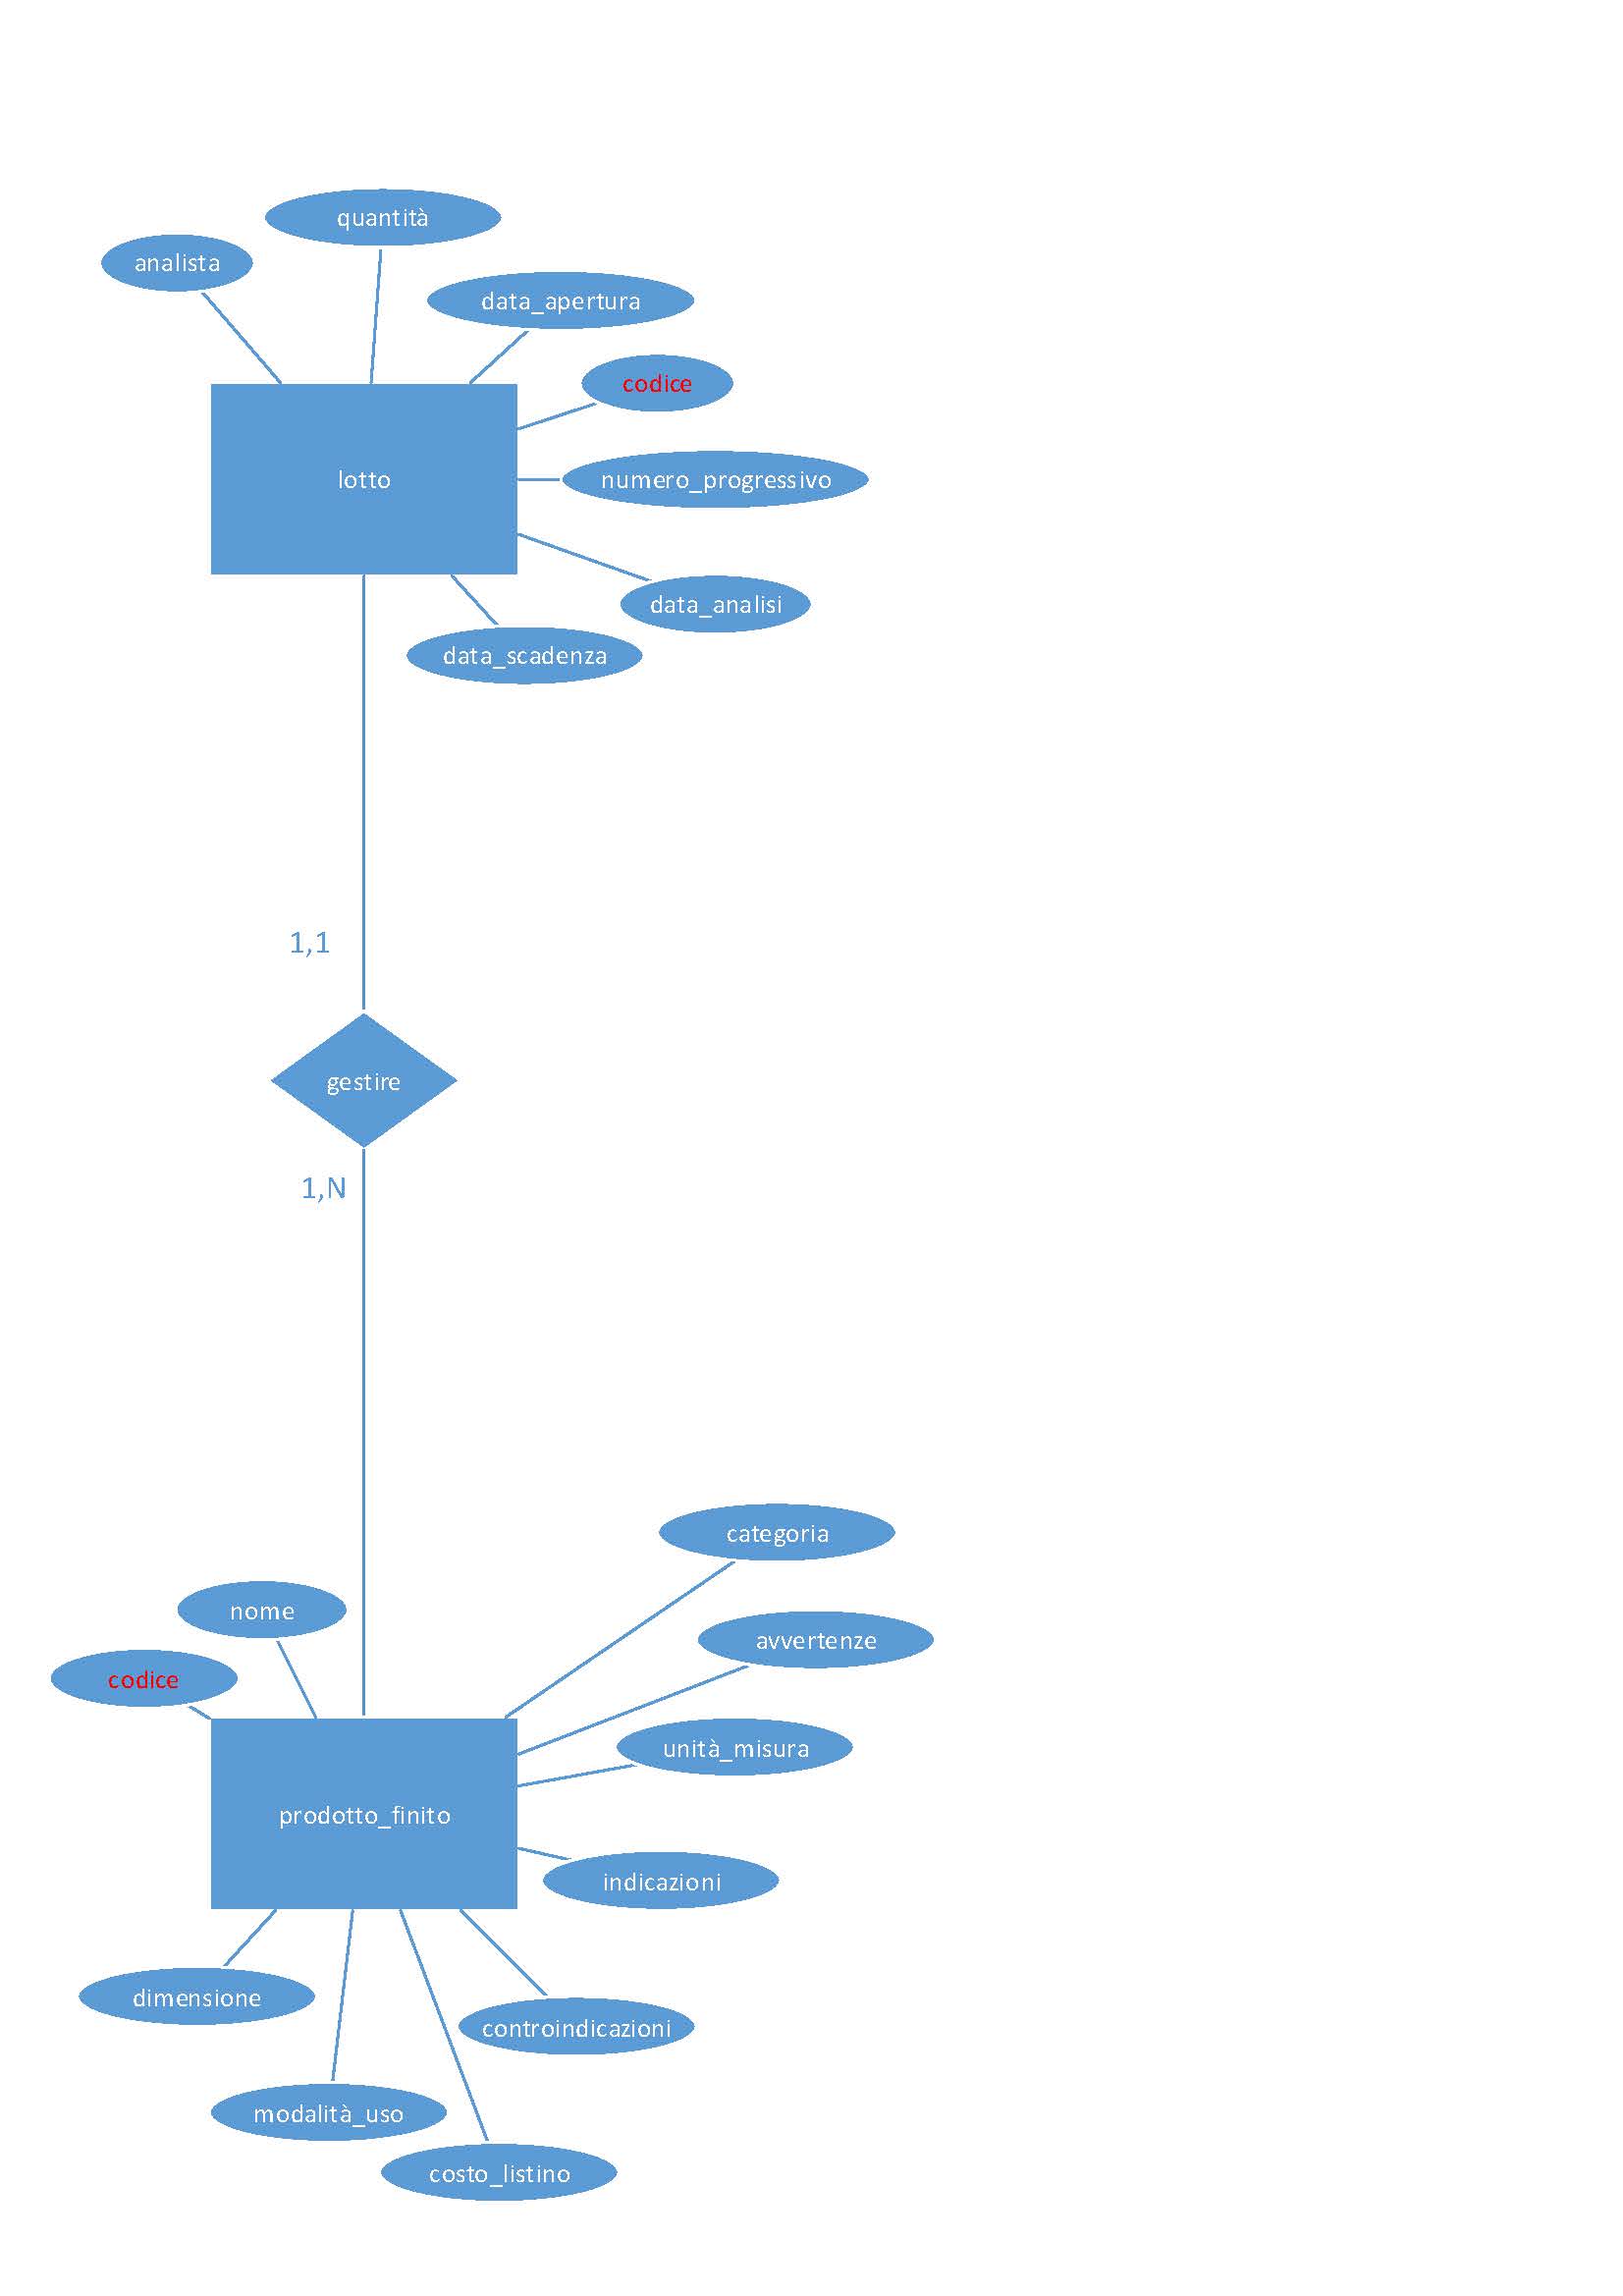 quantità
analista
data_apertura
codice
lotto
numero_progressivo
data_analisi
data_scadenza
1,1
gestire
1,N
categoria
nome
avvertenze
codice
unità_misura
prodotto_finito
indicazioni
dimensione
controindicazioni
modalità_uso
costo_listino